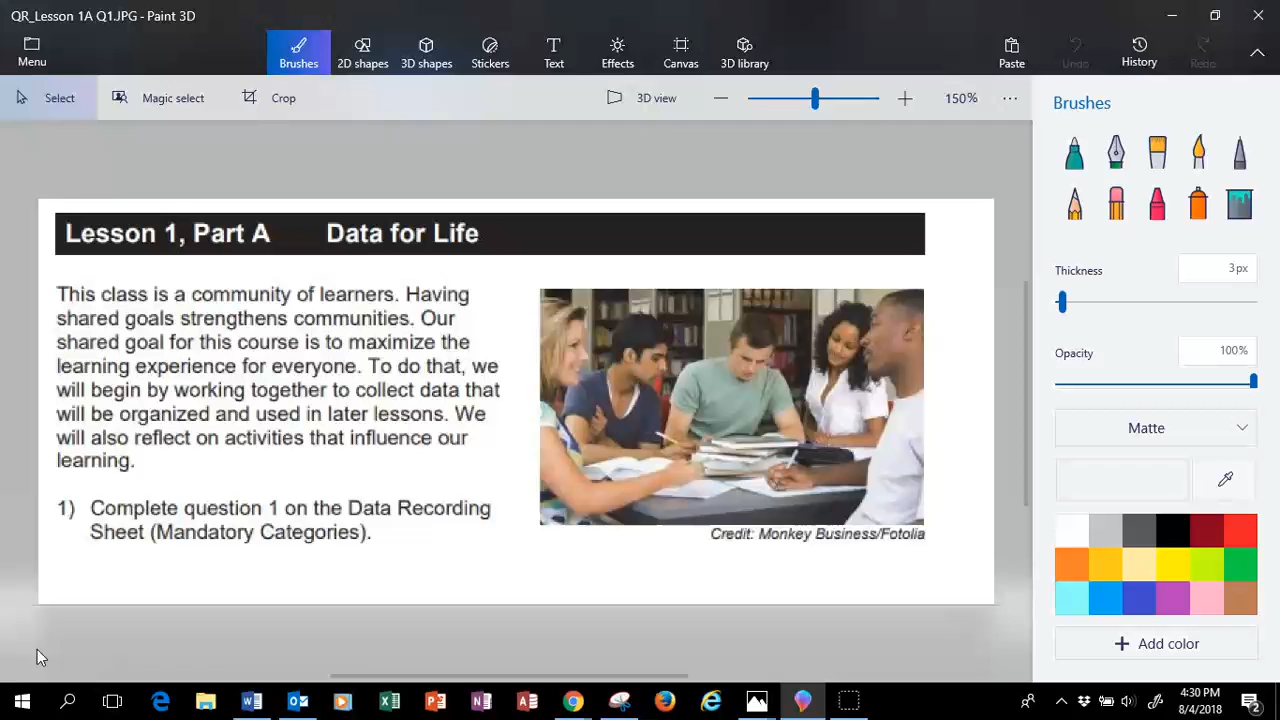 QR_Lesson 1A Q1.JPG - Paint 3D
Menu
Brushes
2D shapes
3D shapes
Stickers
Text
Effects
Canvas
3D library
Paste
Undo
History
Redo
Select
Magic select
Crop
3D view
150%
Brushes
Thickness
3px
Opacity
100%
Matte
Add color
Lesson 1, Part A Data for Life
This class is a community of learners. Having
shared goals strengthens communities. Our
shared goal for this course is to maximize the
learning experience for everyone. To do that, we
will begin by working together to collect data that
will be organized and used in later lessons. We
will also reflect on activities that influence our
learning.
1) Complete question 1 on the Data Recording
Sheet (Mandatory Categories).
Credit: Monkey Business/Fotolia
4:30 PM
8/4/2018
2